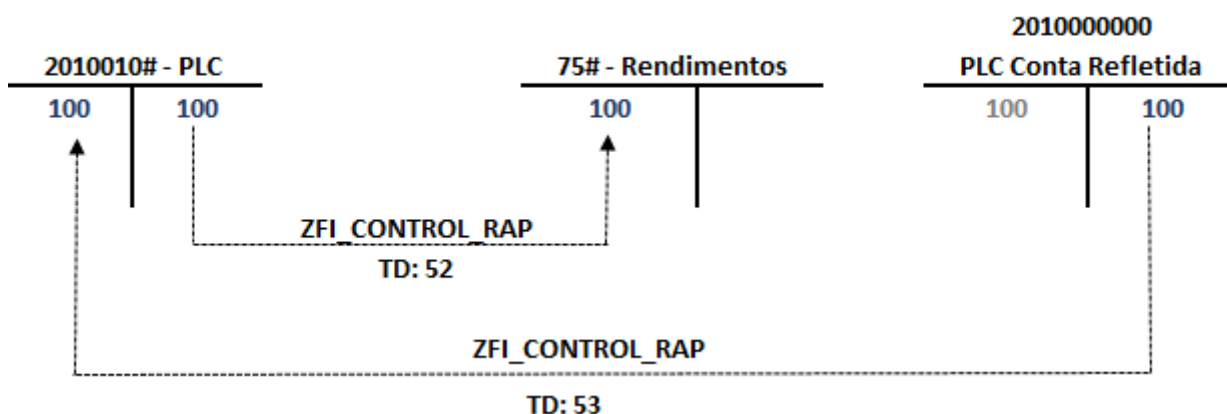 2010000000
2010010# - PLC
75# - Rendimentos
PLC Conta Refletida
100
100
100
100
100
ZFI_CONTROL_RAP
TD: 52
ZFI_CONTROL_RAP
TD: 53